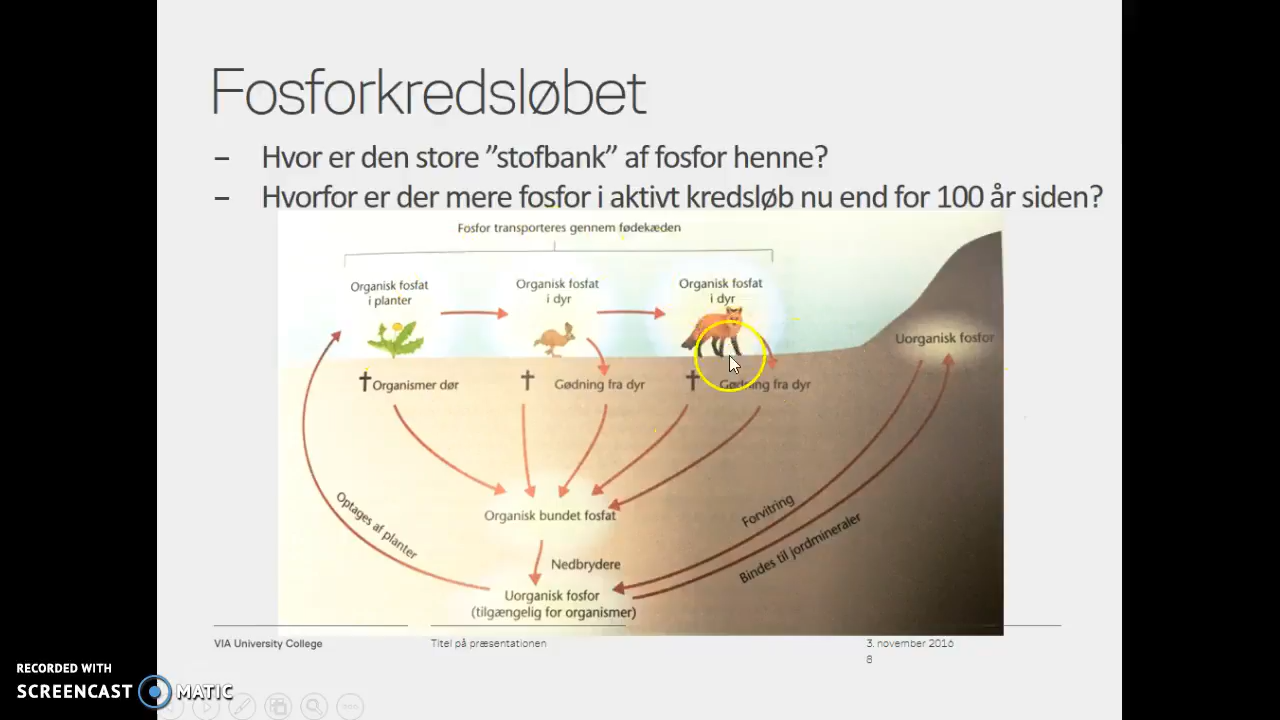 Fosforkredsløbet
– Hvor er den store ”stofbank” af fosfor henne?
– Hvorfor er der mere fosfor i aktivt kredsløb nu end for 100 år siden?
Fosfor transporteres gennem fødekæden
Organisk fosfat
i planter
Organisk fosfat
i dyr
Organisk fosfat
i dyr
Uorganisk fosfor
Organismer dør
Gødning fra dyr
Gødning fra dyr
Optages af planter
Organisk bundet fosfat
Forvitring
Bindes til jordmineraler
Nedbrydere
Uorganisk fosfor
(tilgængelig for organismer)
VIA University College
Titel på præsentationen
3. november 2016
8
RECORDED WITH
SCREENCAST MATIC